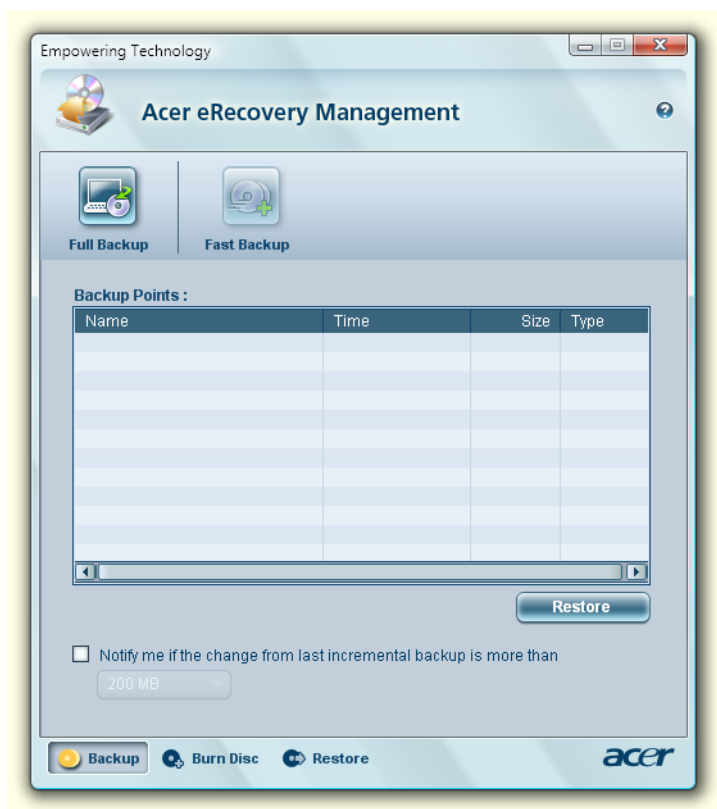 Empowering Technology
Acer eRecovery Management
Full Backup
Fast Backup
Backup Points :
Name Time Size Type
Restore
Notify me if the change from last incremental backup is more than
200 MB
Backup Burn Disc Restore
acer